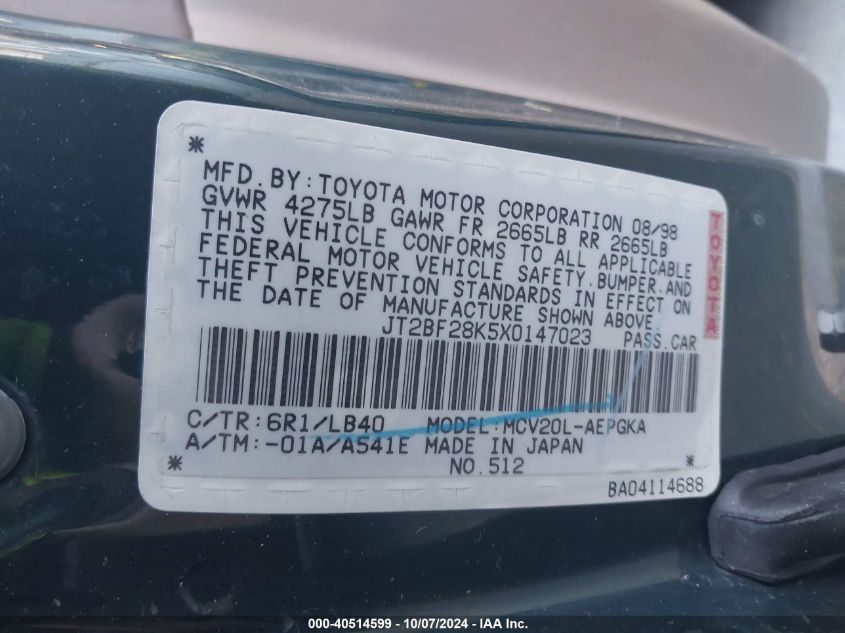 *
MFD.BY:TOYOTA MOTOR CORPORATION 08/98
GVWR 4275LB GAWR FR 2665LB RR 2665LB
THIS VEHICLE CONFORMS TO ALL APPLICABLE
FEDERAL MOTOR VEHICLE SAFETY,BUMPER,AND
THEFT PREVENTION STANDARDS IN EFFECT ON
THE DATE OF MANUFACTURE SHOWN ABOVE.
JT2BF28K5X0147023 PASS.CAR
TOYOTA
C/TR:6R1/LB40 MODEL:MCV20L-AEPGKA
A/TM:-01A/A541E MADE IN JAPAN
* NO.512 *
BA04114688
000-40514599 - 10/07/2024 - IAAI Inc.